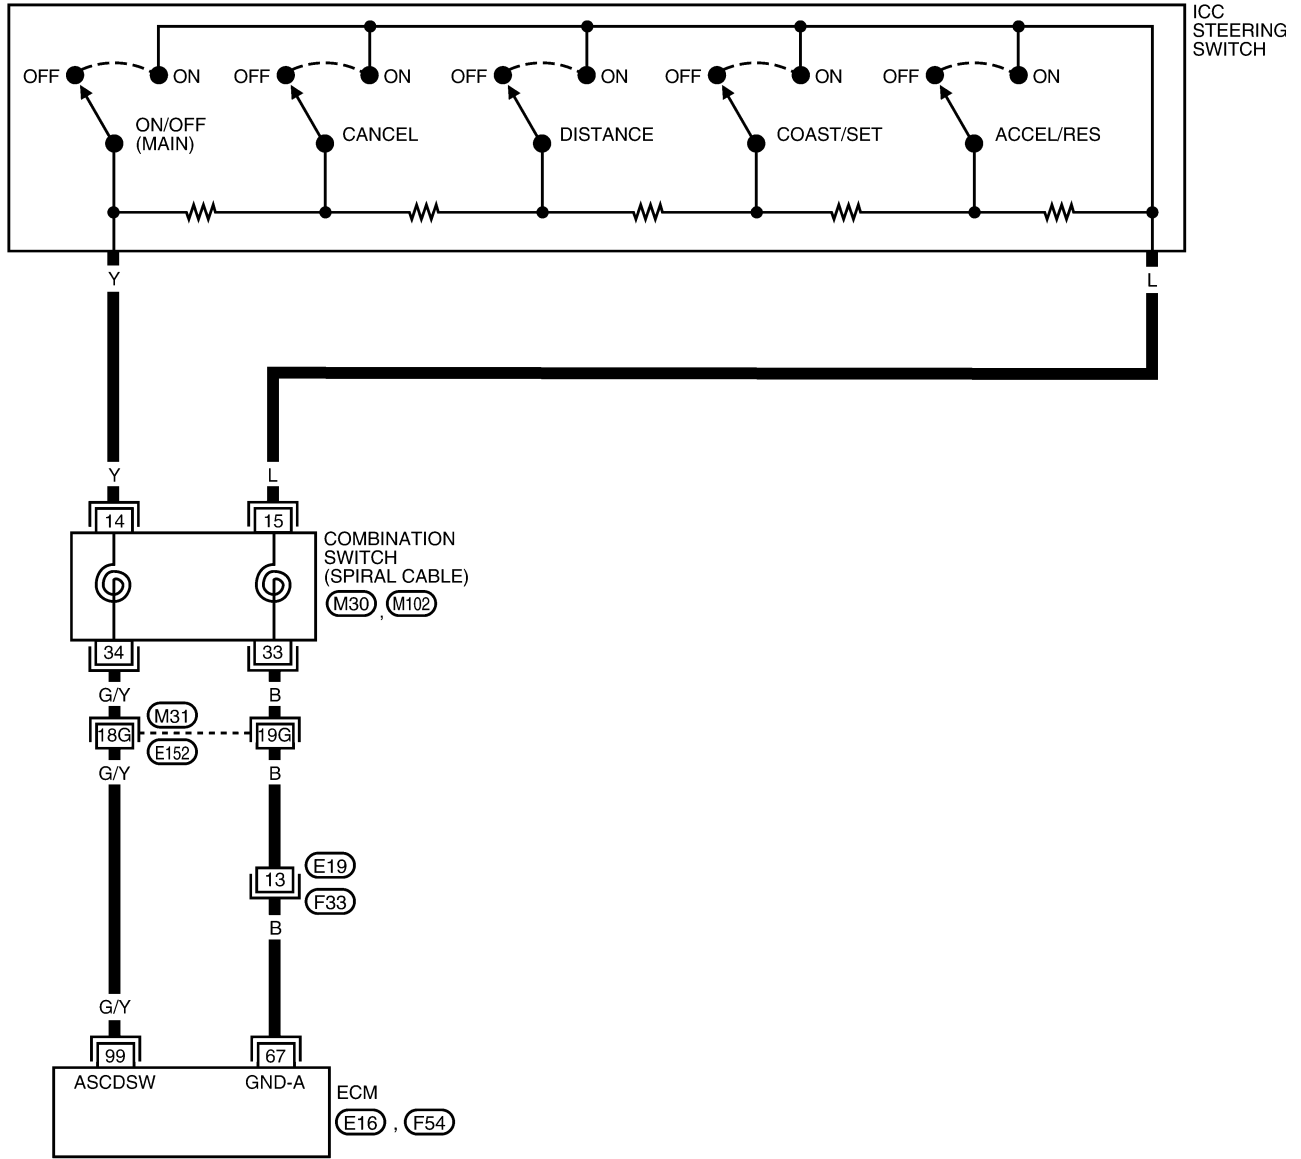 ICC
STEERING
SWITCH
OFF ON OFF ON OFF ON OFF ON OFF ON
ON/OFF
(MAIN)
CANCEL
DISTANCE
COAST/SET
ACCEL/RES
Y
L
Y
L
14
15
COMBINATION
SWITCH
(SPIRAL CABLE)
M30 , M102
34
33
G/Y
B
M31
18G
19G
E152
G/Y
B
E19
13
F33
B
G/Y
99
67
ASCDSW
GND-A
ECM
E16 , F54